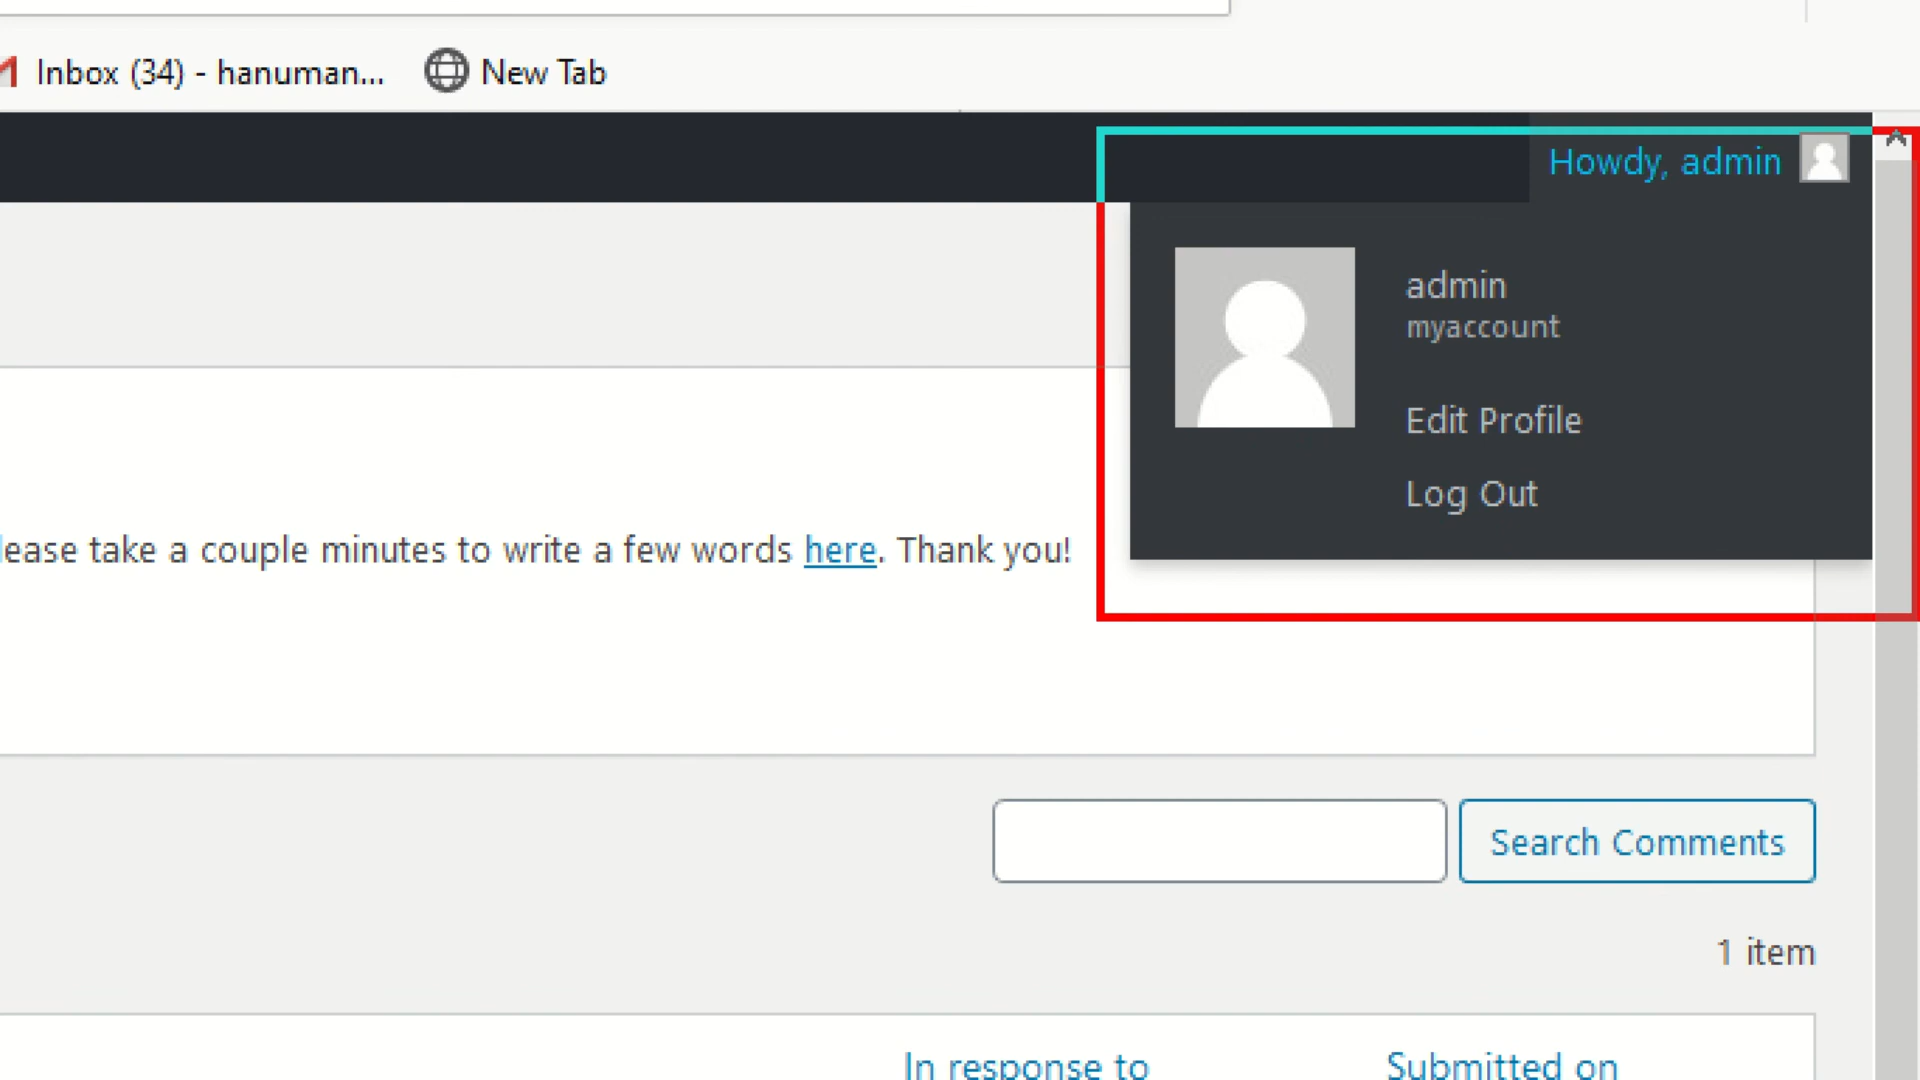 Inbox (34) - hanuman...
New Tab
Howdy, admin
admin
myaccount
Edit Profile
Log Out
lease take a couple minutes to write a few words here. Thank you!
Search Comments
1 item
In response to
Submitted on